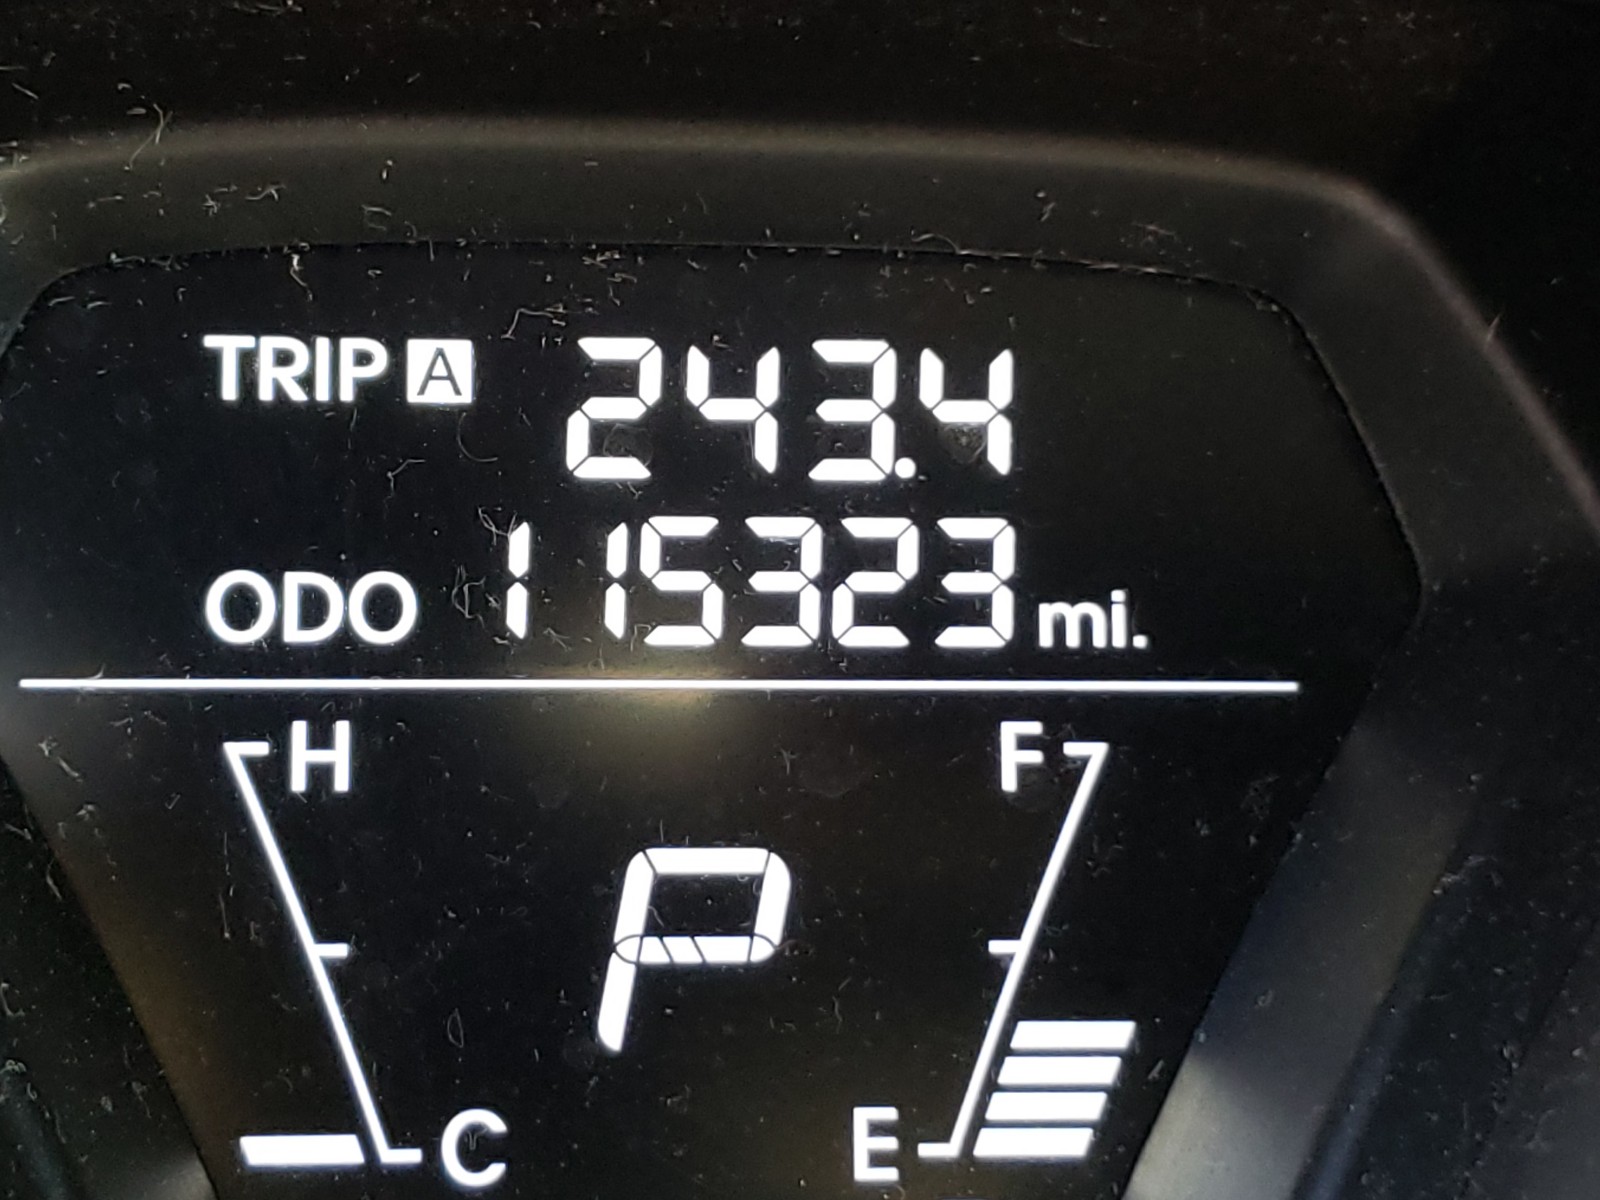 TRIP A 243.4
ODO 115323 mi.
H F
P
C E